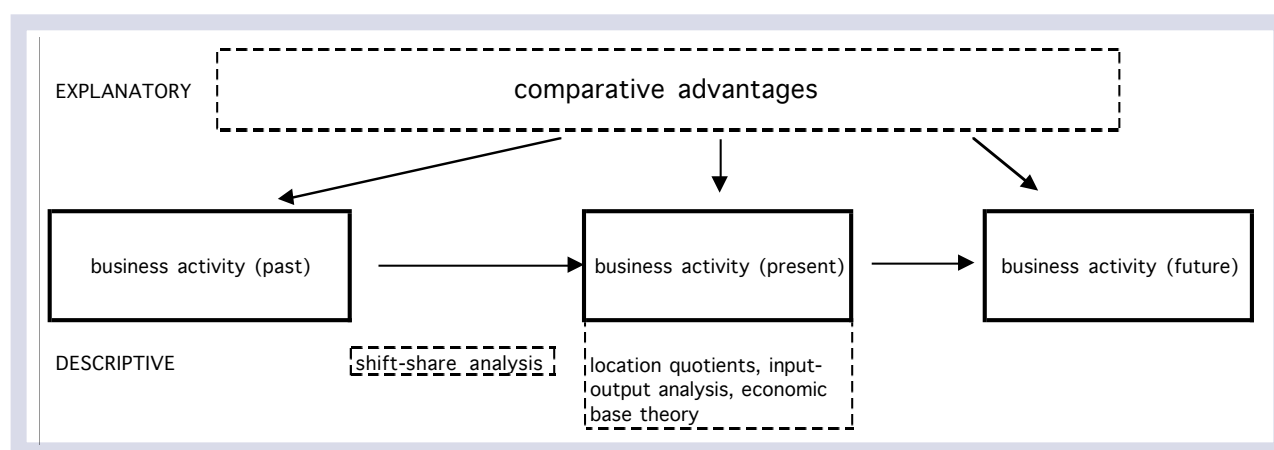 EXPLANATORY
comparative advantages
business activity (past)
business activity (present)
business activity (future)
DESCRIPTIVE
shift-share analysis
location quotients, input-
output analysis, economic
base theory